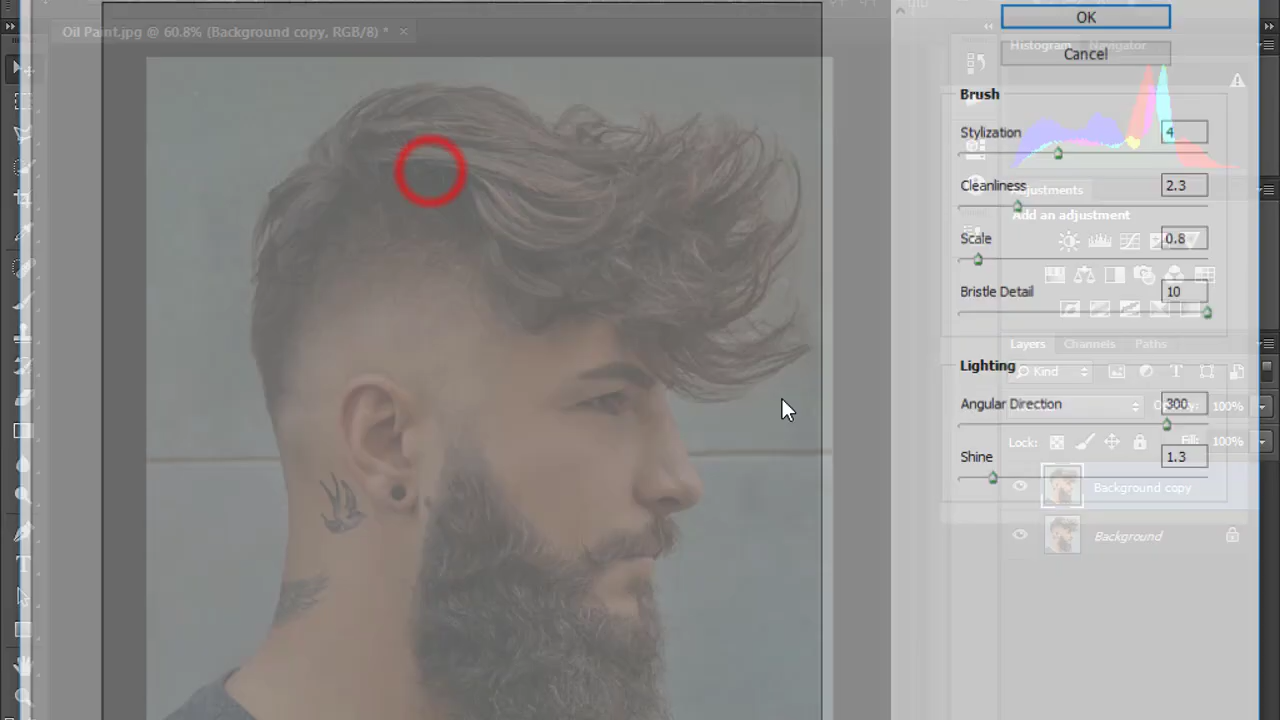 OK
Oil Paint.jpg @ 60.8% (Background copy, RGB/8) * ×
Histogram Navigator
Cancel
Brush
Stylization 4
Cleanliness 2.3
Adjustments
Add an adjustment
Scale 0.8
Bristle Detail 10
Layers Channels Paths
Lighting Kind
Angular Direction 300 100%
Lock: Fill: 100%
Shine 1.3
Background copy
Background